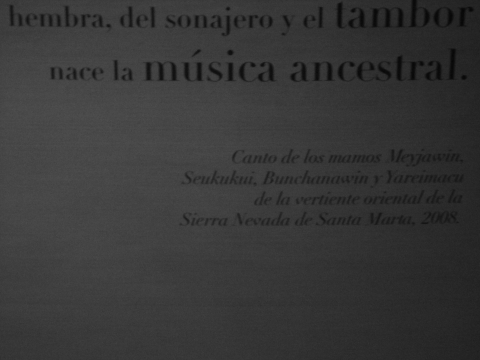 hembra, del sonajero y el tambor
nace la música ancestral.
Canto de los mamos Meyjawin,
Seukukui, Bunchanawin y Yareimacu
de la vertiente oriental de la
Sierra Nevada de Santa Marta, 2008.